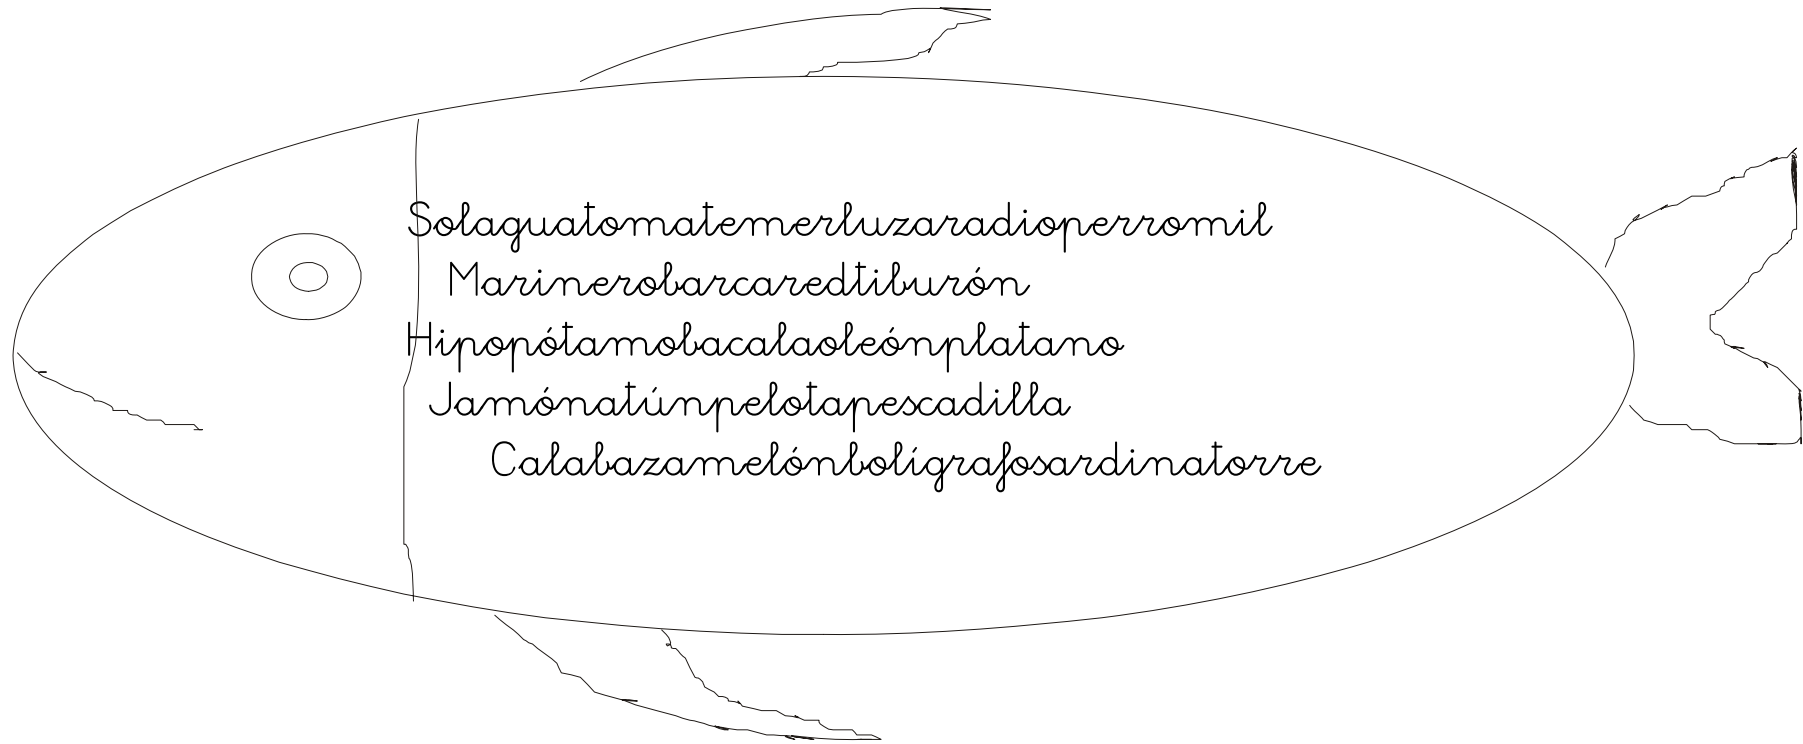 Solaguatomatemerluzaradioperromil
Marinerobarcaredtiburón
Hipopótamobacalaoleónplatano
Jamónatúnpelotapescadilla
Calabazamelónbolígrafosardinatorre